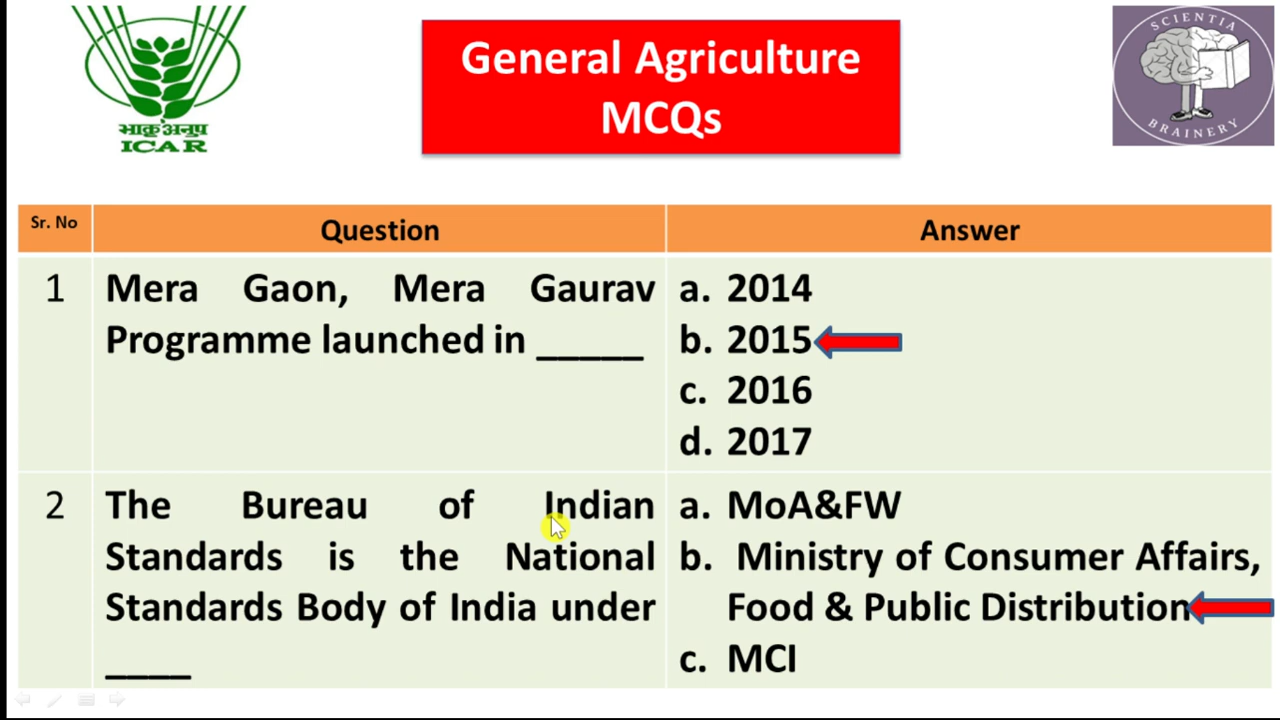 भाकृअनुप
ICAR
General Agriculture
MCQs
SCIENTIA
BRAINERY
Sr. No
Question
Answer
1
Mera Gaon, Mera Gaurav
Programme launched in _____
a. 2014
b. 2015
c. 2016
d. 2017
2
The Bureau of Indian
Standards is the National
Standards Body of India under
____
a. MoA&FW
b. Ministry of Consumer Affairs,
Food & Public Distribution
c. MCI